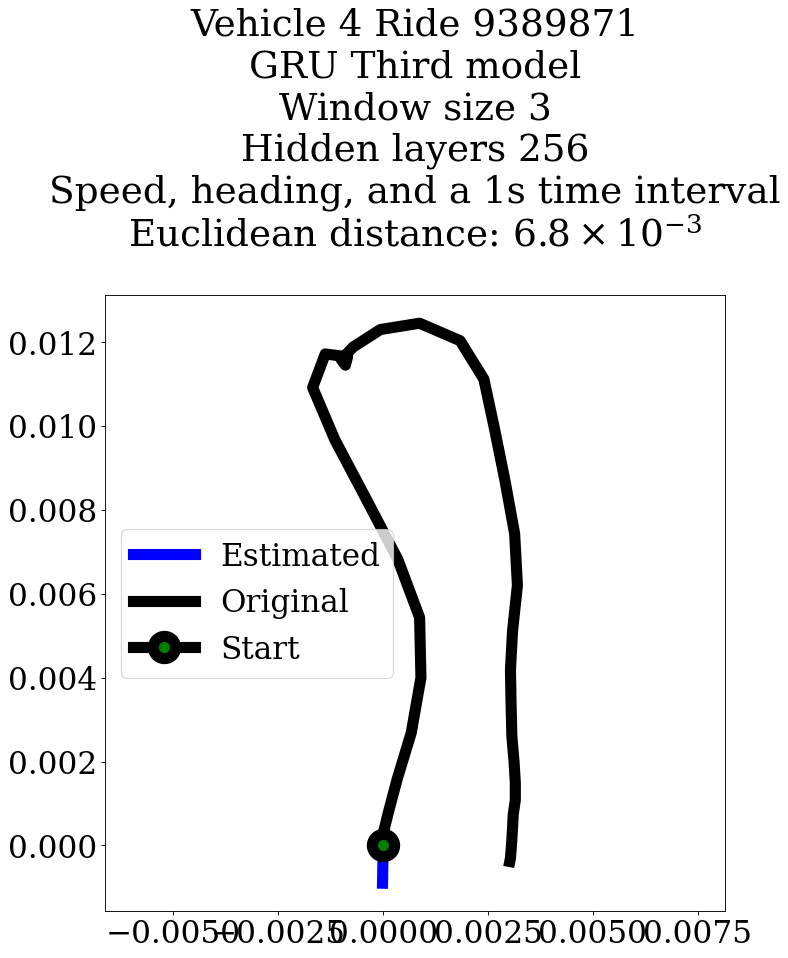 Vehicle 4 Ride 9389871
GRU Third model
Window size 3
Hidden layers 256
Speed, heading, and a 1s time interval
Euclidean distance: 6.8 × 10⁻³
0.012
0.010
0.008
0.006
0.004
0.002
0.000
Estimated
Original
Start
−0.0050 −0.0025 0.0000 0.0025 0.0050 0.0075